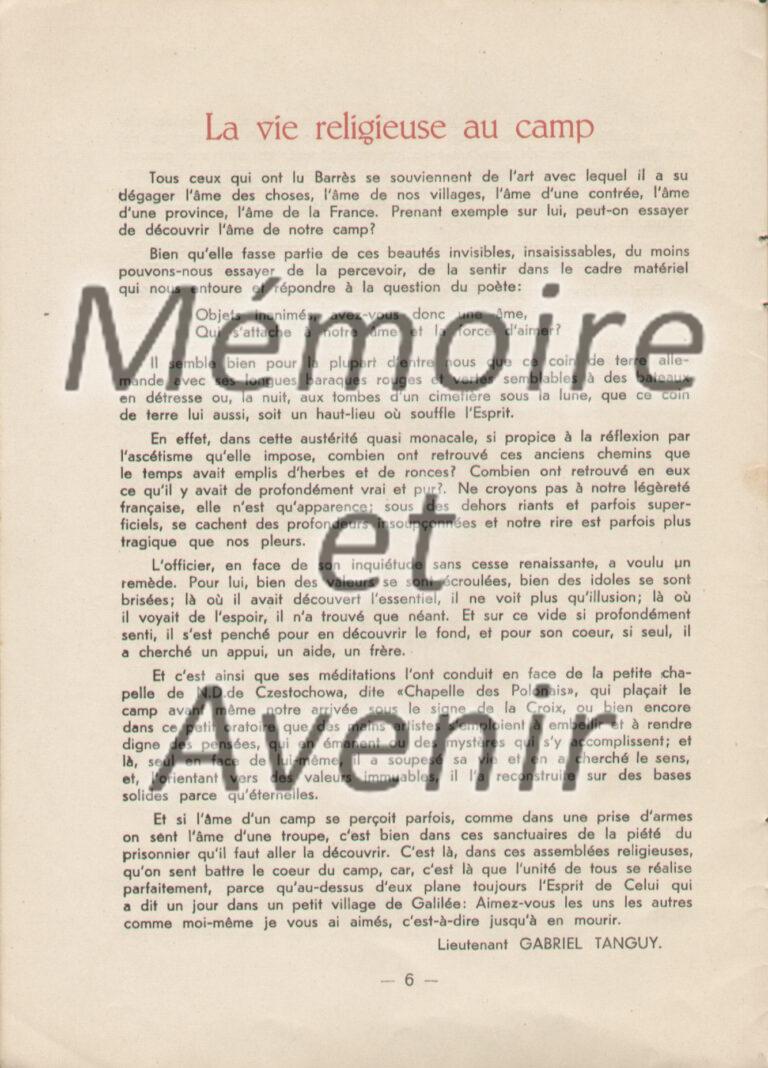 La vie religieuse au camp
Tous ceux qui ont lu Barrès se souviennent de l'art avec lequel il a su
dégager l'âme des choses, l'âme de nos villages, l'âme d'une contrée, l'âme
d'une province, l'âme de la France. Prenant exemple sur lui, peut-on essayer
de découvrir l'âme de notre camp?
Bien qu'elle fasse partie de ces beautés invisibles, insaisissables, du moins
pouvons-nous essayer de la percevoir, de la sentir dans le cadre matériel
qui nous entoure et répondre à la question du poète:
Objets inanimés, avez-vous donc une âme,
Qui s'attache à notre âme et la force d'aimer?
Il semble bien pour la plupart d'entre nous que ce coin de terre alle-
mande avec ses longues baraques rouges et vertes semblables à des bateaux
en détresse ou, la nuit, aux tombes d'un cimetière sous la lune, que ce coin
de terre lui aussi, soit un haut-lieu où souffle l'Esprit.
En effet, dans cette austérité quasi monacale, si propice à la réflexion par
l'ascétisme qu'elle impose, combien ont retrouvé ces anciens chemins que
le temps avait emplis d'herbes et de ronces? Combien ont retrouvé en eux
ce qu'il y avait de profondément vrai et pur?. Ne croyons pas à notre légèreté
française, elle n'est qu'apparence; sous des dehors riants et parfois super-
ficiels, se cachent des profondeurs insoupçonnées et notre rire est parfois plus
tragique que nos pleurs.
L'officier, en face de son inquiétude sans cesse renaissante, a voulu un
remède. Pour lui, bien des valeurs se sont écroulées, bien des idoles se sont
brisées; là où il avait découvert l'essentiel, il ne voit plus qu'illusion; là où
il voyait de l'espoir, il n'a trouvé que néant. Et sur ce vide si profondément
senti, il s'est penché pour en découvrir le fond, et pour son coeur, si seul, il
a cherché un appui, un aide, un frère.
Et c'est ainsi que ses méditations l'ont conduit en face de la petite cha-
pelle de N.D.de Czestochowa, dite «Chapelle des Polonais», qui plaçait le
camp avant même notre arrivée sous le signe de la Croix, ou bien encore
dans ce petit oratoire que des mains artistes s'emploient à embellir et à rendre
digne des pensées, qui en émanent et des mystères qui s'y accomplissent; et
là, seul en face de lui-même, il a soupesé sa vie et en a cherché le sens,
et, l'orientant vers des valeurs immuables, il l'a reconstruite sur des bases
solides parce qu'éternelles.
Et si l'âme d'un camp se perçoit parfois, comme dans une prise d'armes
on sent l'âme d'une troupe, c'est bien dans ces sanctuaires de la piété du
prisonnier qu'il faut aller la découvrir. C'est là, dans ces assemblées religieuses,
qu'on sent battre le coeur du camp, car, c'est là que l'unité de tous se réalise
parfaitement, parce qu'au-dessus d'eux plane toujours l'Esprit de Celui qui
a dit un jour dans un petit village de Galilée: Aimez-vous les uns les autres
comme moi-même je vous ai aimés, c'est-à-dire jusqu'à en mourir.
Lieutenant GABRIEL TANGUY.
— 6 —
Mémoire
et
Avenir